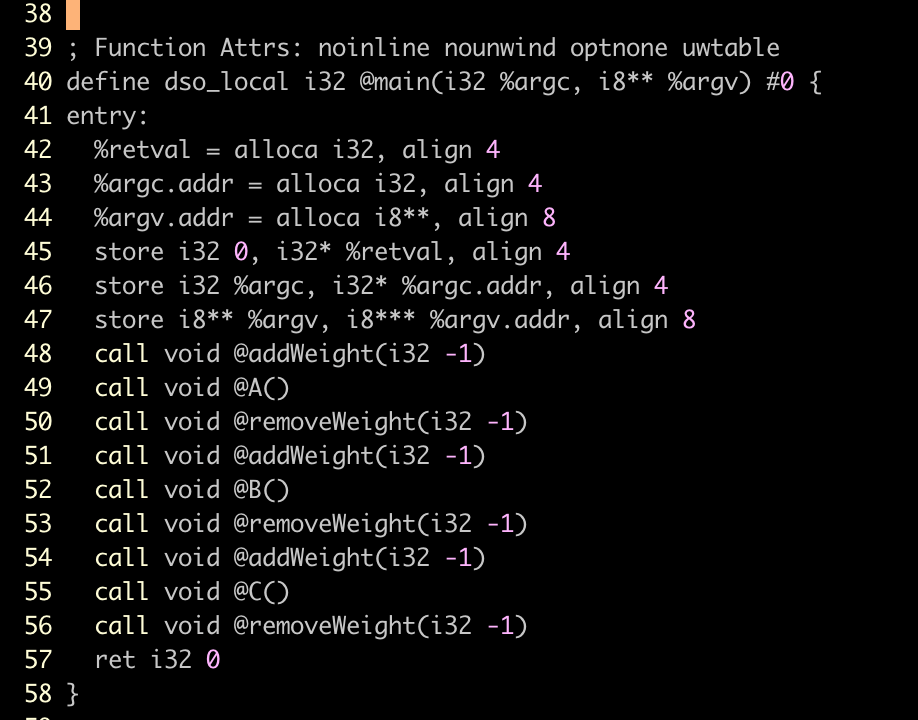 38
39 ; Function Attrs: noinline nounwind optnone uwtable
40 define dso_local i32 @main(i32 %argc, i8** %argv) #0 {
41 entry:
42   %retval = alloca i32, align 4
43   %argc.addr = alloca i32, align 4
44   %argv.addr = alloca i8**, align 8
45   store i32 0, i32* %retval, align 4
46   store i32 %argc, i32* %argc.addr, align 4
47   store i8** %argv, i8*** %argv.addr, align 8
48   call void @addWeight(i32 -1)
49   call void @A()
50   call void @removeWeight(i32 -1)
51   call void @addWeight(i32 -1)
52   call void @B()
53   call void @removeWeight(i32 -1)
54   call void @addWeight(i32 -1)
55   call void @C()
56   call void @removeWeight(i32 -1)
57   ret i32 0
58 }